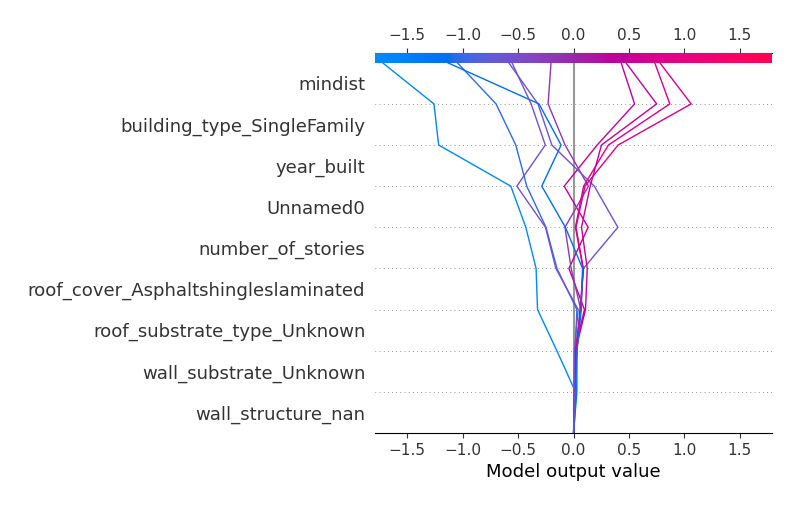 −1.5 −1.0 −0.5 0.0 0.5 1.0 1.5
mindist
building_type_SingleFamily
year_built
Unnamed0
number_of_stories
roof_cover_Asphaltshingleslaminated
roof_substrate_type_Unknown
wall_substrate_Unknown
wall_structure_nan
−1.5 −1.0 −0.5 0.0 0.5 1.0 1.5
Model output value